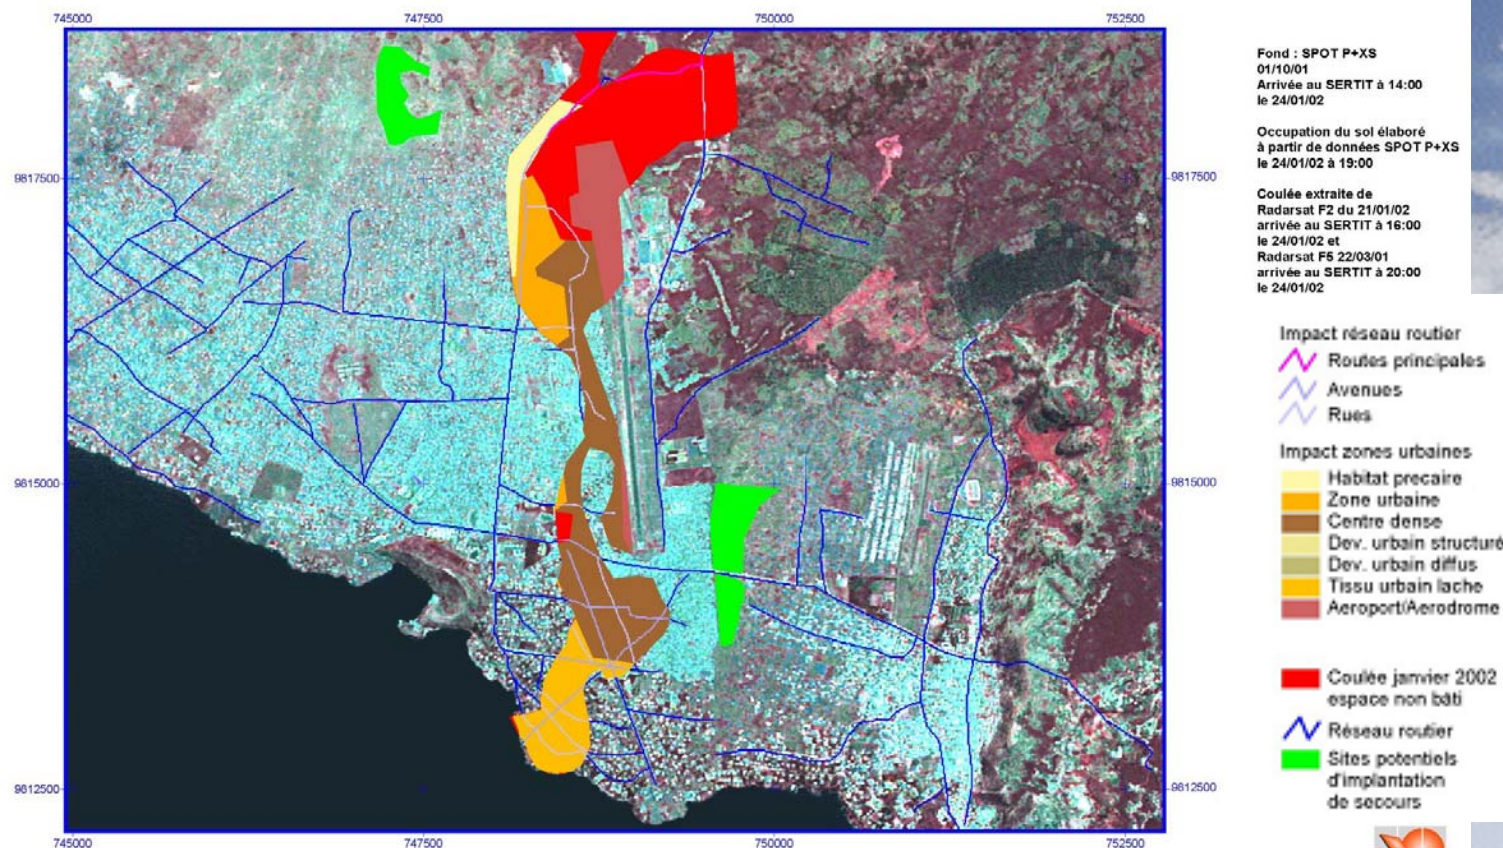 745000 747500 750000 752500
9817500 9817500
9815000 9815000
9812500 9812500
745000 747500 750000 752500
Fond : SPOT P+XS
01/10/01
Arrivée au SERTIT à 14:00
le 24/01/02
Occupation du sol élaboré
à partir de données SPOT P+XS
le 24/01/02 à 19:00
Coulée extraite de
Radarsat F2 du 21/01/02
arrivée au SERTIT à 16:00
le 24/01/02 et
Radarsat F5 22/03/01
arrivée au SERTIT à 20:00
le 24/01/02
Impact réseau routier
Routes principales
Avenues
Rues
Impact zones urbaines
Habitat precaire
Zone urbaine
Centre dense
Dev. urbain structuré
Dev. urbain diffus
Tissu urbain lache
Aeroport/Aerodrome
Coulée janvier 2002
espace non bâti
Réseau routier
Sites potentiels
d'implantation
de secours